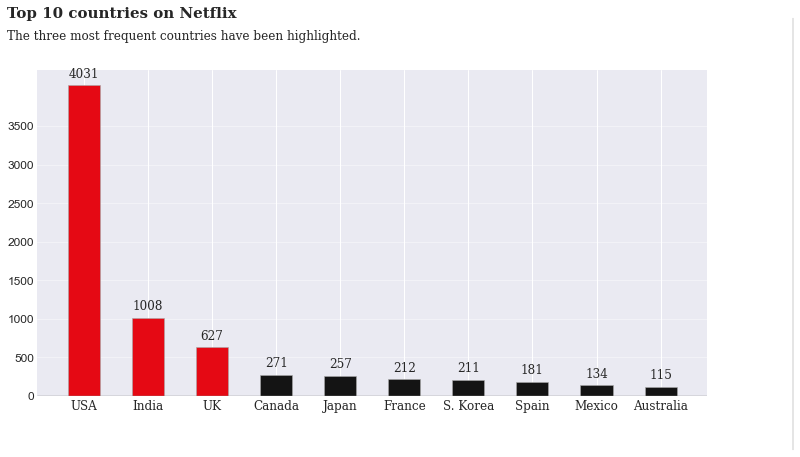 Top 10 countries on Netflix
The three most frequent countries have been highlighted.
4031
3500
3000
2500
2000
1500
1008
1000
627
500
271 257 212 211 181 134 115
0
USA India UK Canada Japan France S. Korea Spain Mexico Australia